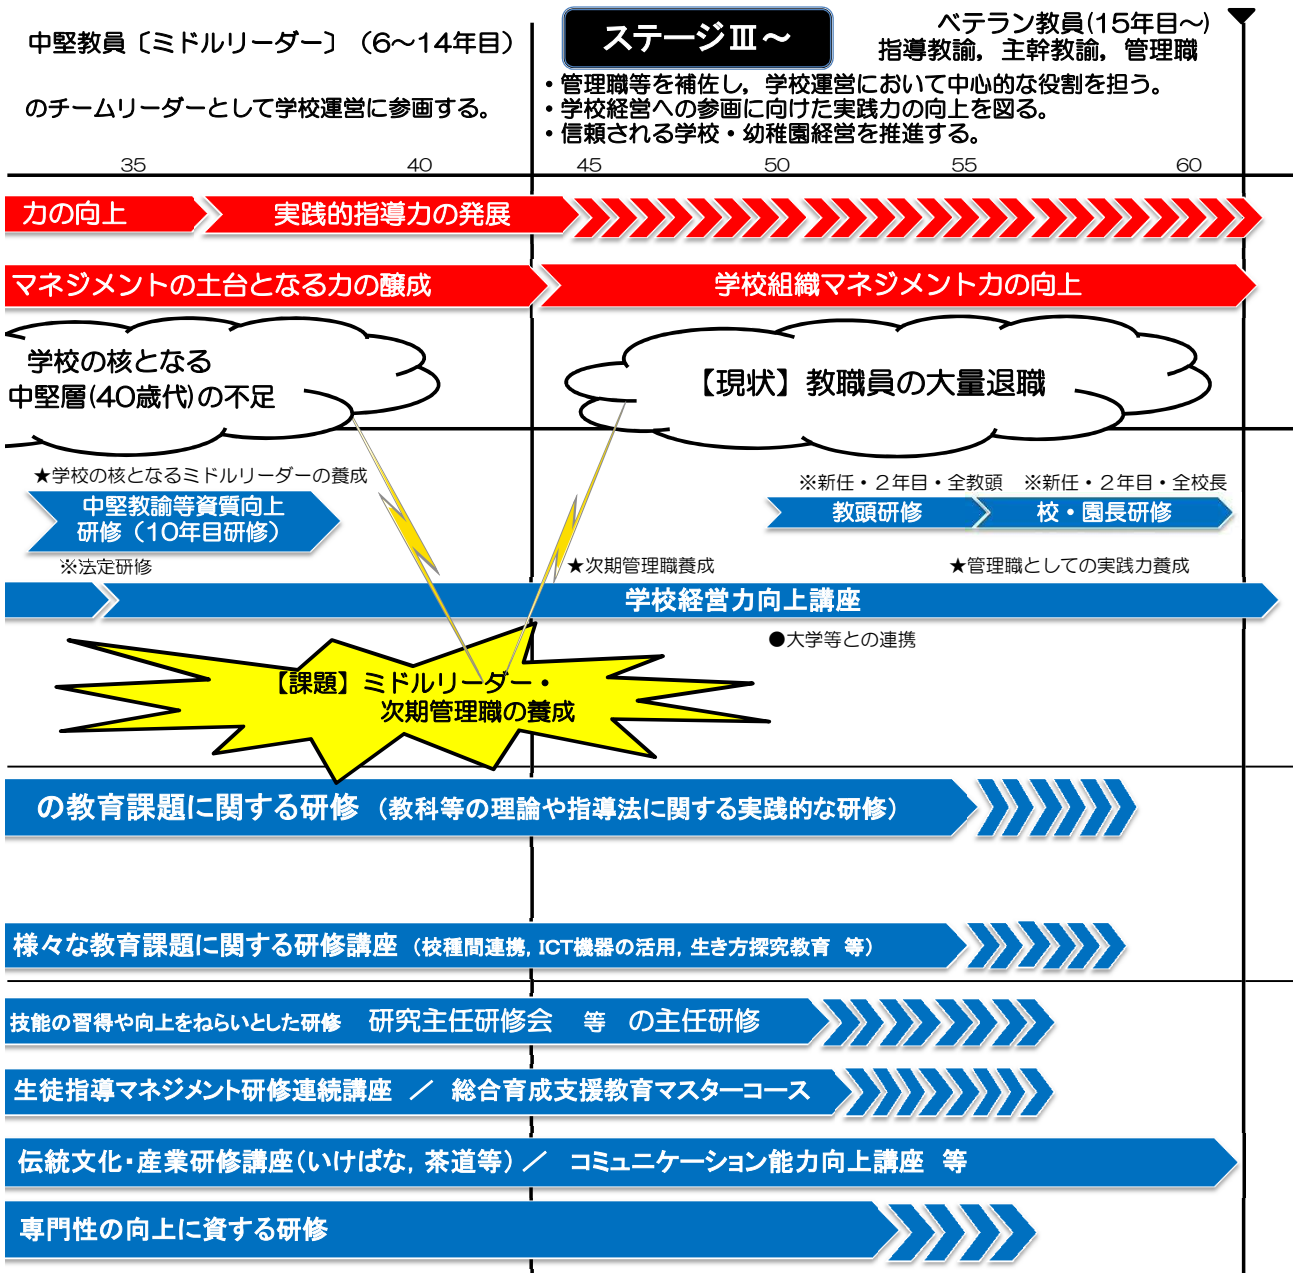 中堅教員〔ミドルリーダー〕（6～14年目）
のチームリーダーとして学校運営に参画する。
ステージⅢ～
ベテラン教員(15年目～)
指導教諭，主幹教諭，管理職
・管理職等を補佐し，学校運営において中心的な役割を担う。
・学校経営への参画に向けた実践力の向上を図る。
・信頼される学校・幼稚園経営を推進する。
35 40 45 50 55 60
力の向上
実践的指導力の発展
マネジメントの土台となる力の醸成
学校組織マネジメント力の向上
学校の核となる
中堅層(40歳代)の不足
【現状】教職員の大量退職
★学校の核となるミドルリーダーの養成
中堅教諭等資質向上
研修（10年目研修）
※法定研修
※新任・２年目・全教頭
※新任・２年目・全校長
教頭研修
校・園長研修
★次期管理職養成
★管理職としての実践力養成
学校経営力向上講座
●大学等との連携
【課題】ミドルリーダー・
次期管理職の養成
の教育課題に関する研修（教科等の理論や指導法に関する実践的な研修）
様々な教育課題に関する研修講座（校種間連携，ICT機器の活用，生き方探究教育　等）
技能の習得や向上をねらいとした研修　研究主任研修会　等　の主任研修
生徒指導マネジメント研修連続講座　／　総合育成支援教育マスターコース
伝統文化・産業研修講座（いけばな，茶道等）／　コミュニケーション能力向上講座　等
専門性の向上に資する研修